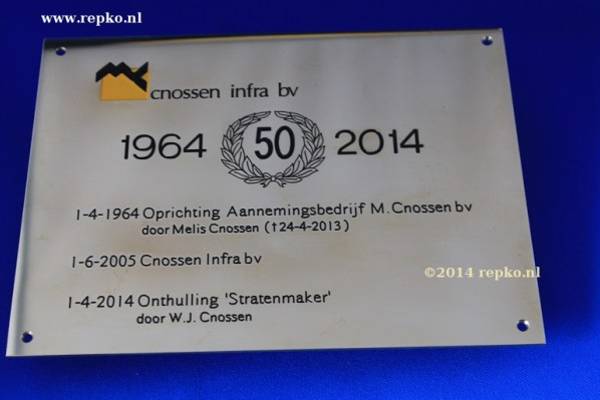 www.repko.nl
cnossen infra bv
1964 50 2014
1-4-1964 Oprichting Aannemingsbedrijf M. Cnossen bv
door Melis Cnossen (†24-4-2013)
1-6-2005 Cnossen Infra bv
©2014 repko.nl
1-4-2014 Onthulling 'Stratenmaker'
door W.J. Cnossen